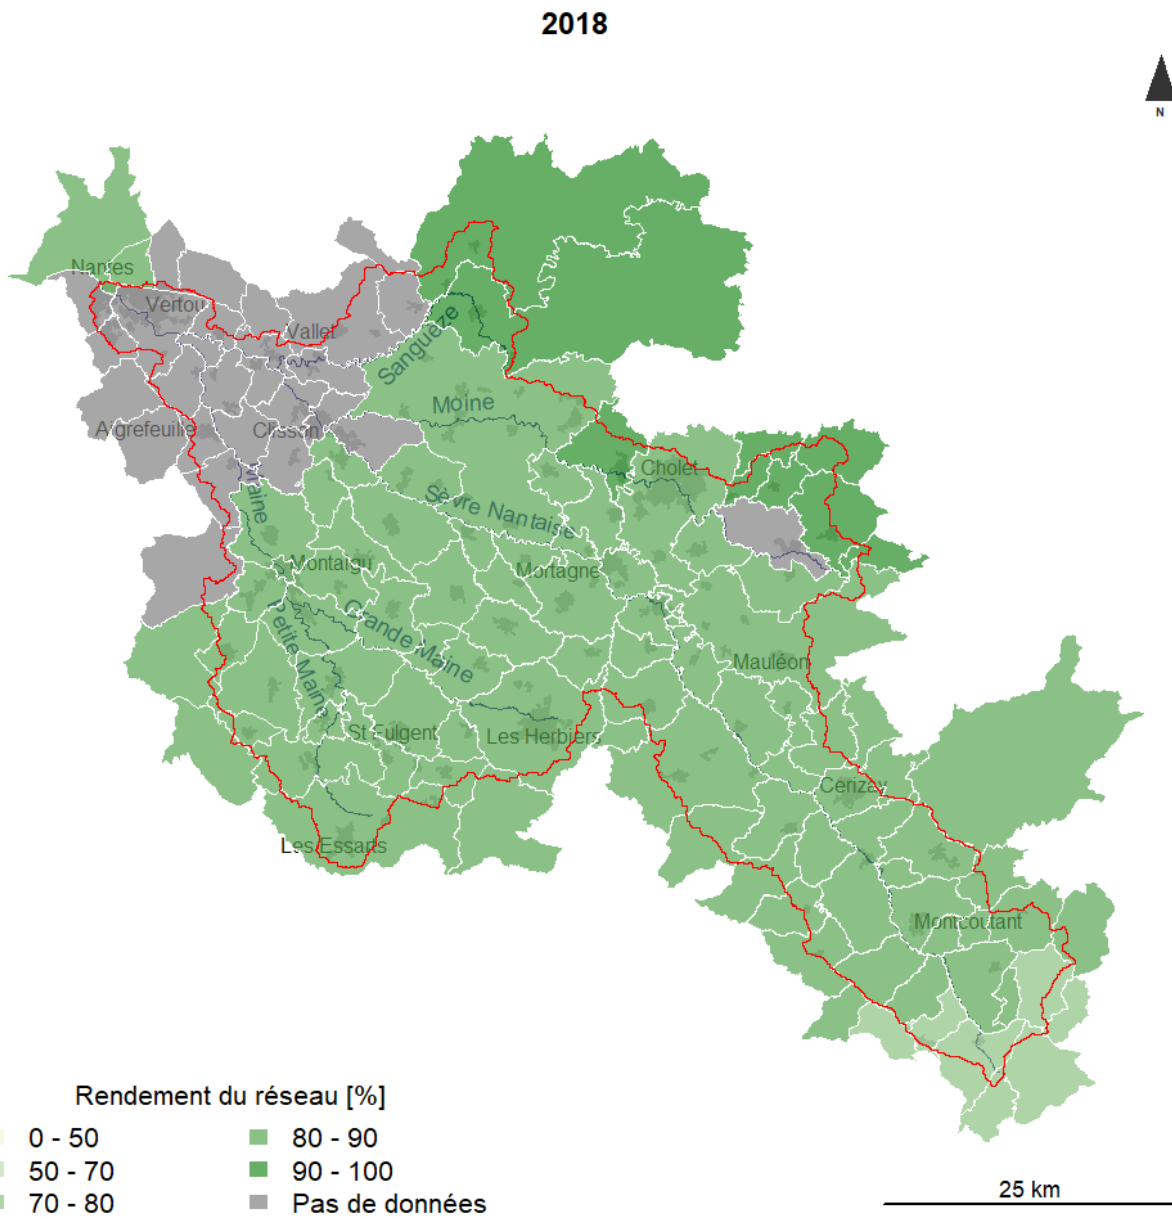 2018
N
Nantes
Vertou
Vallet
Sanguèze
Moine
Aigrefeuille
Clisson
Cholet
Maine
Sèvre Nantaise
Montaigu
Mortagne
Grande Maine
Petite Maine
Mauléon
St Fulgent
Les Herbiers
Cerizay
Les Essarts
Montcoutant
Rendement du réseau [%]
0 - 50
80 - 90
50 - 70
90 - 100
70 - 80
Pas de données
25 km